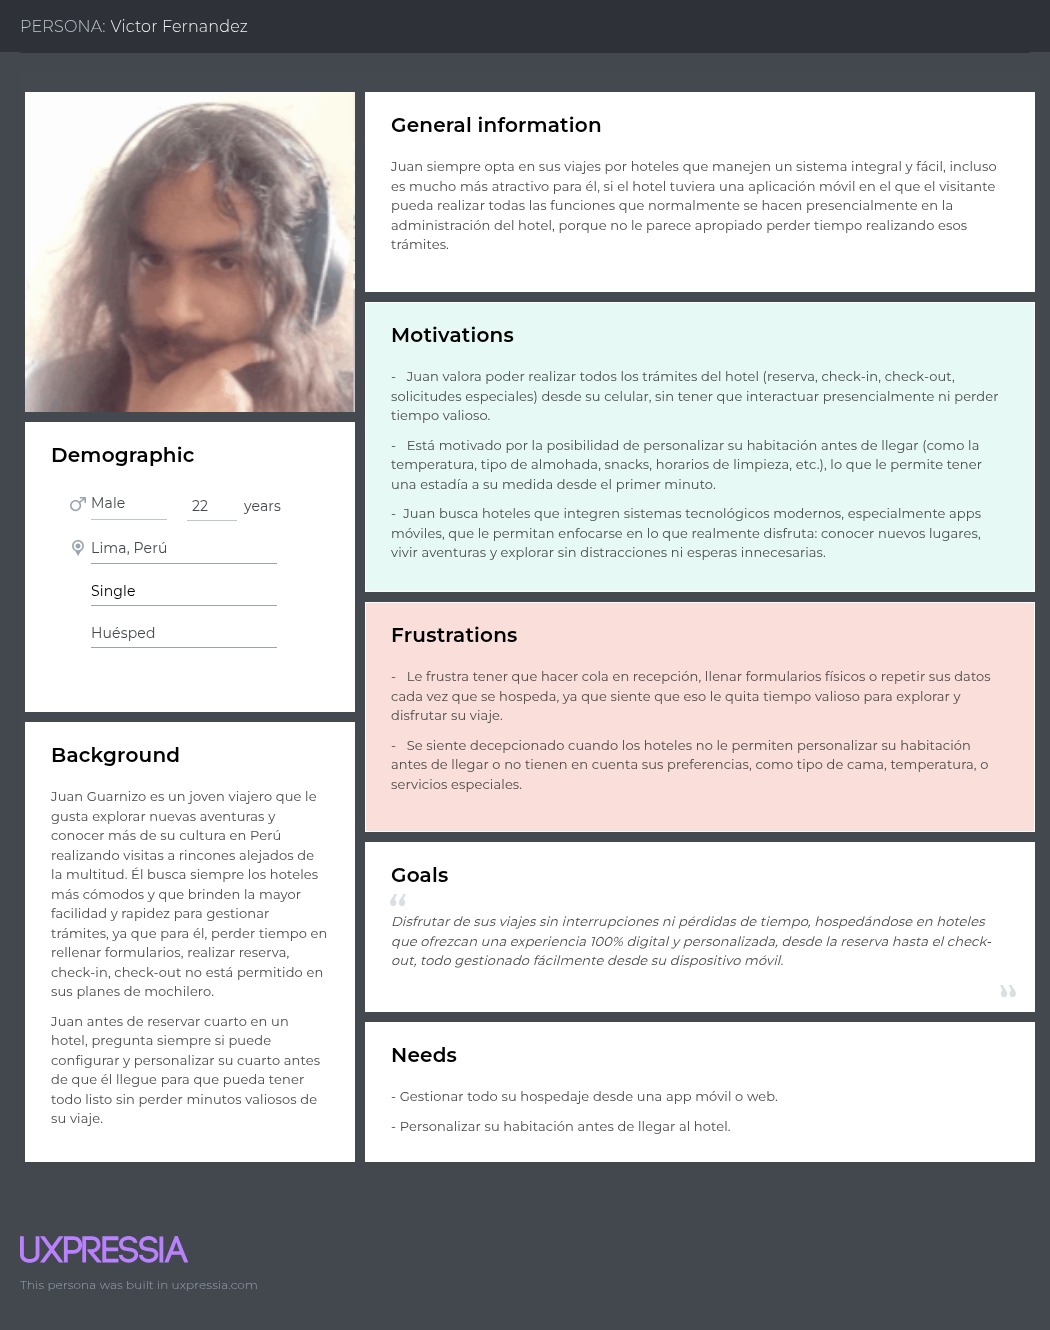 PERSONA: Victor Fernandez
Demographic
Male 22 years
Lima, Perú
Single
Huésped
Background
Juan Guarnizo es un joven viajero que le
gusta explorar nuevas aventuras y
conocer más de su cultura en Perú
realizando visitas a rincones alejados de
la multitud. Él busca siempre los hoteles
más cómodos y que brinden la mayor
facilidad y rapidez para gestionar
trámites, ya que para él, perder tiempo en
rellenar formularios, realizar reserva,
check-in, check-out no está permitido en
sus planes de mochilero.
Juan antes de reservar cuarto en un
hotel, pregunta siempre si puede
configurar y personalizar su cuarto antes
de que él llegue para que pueda tener
todo listo sin perder minutos valiosos de
su viaje.
General information
Juan siempre opta en sus viajes por hoteles que manejen un sistema integral y fácil, incluso
es mucho más atractivo para él, si el hotel tuviera una aplicación móvil en el que el visitante
pueda realizar todas las funciones que normalmente se hacen presencialmente en la
administración del hotel, porque no le parece apropiado perder tiempo realizando esos
trámites.
Motivations
- Juan valora poder realizar todos los trámites del hotel (reserva, check-in, check-out,
solicitudes especiales) desde su celular, sin tener que interactuar presencialmente ni perder
tiempo valioso.
- Está motivado por la posibilidad de personalizar su habitación antes de llegar (como la
temperatura, tipo de almohada, snacks, horarios de limpieza, etc.), lo que le permite tener
una estadía a su medida desde el primer minuto.
- Juan busca hoteles que integren sistemas tecnológicos modernos, especialmente apps
móviles, que le permitan enfocarse en lo que realmente disfruta: conocer nuevos lugares,
vivir aventuras y explorar sin distracciones ni esperas innecesarias.
Frustrations
- Le frustra tener que hacer cola en recepción, llenar formularios físicos o repetir sus datos
cada vez que se hospeda, ya que siente que eso le quita tiempo valioso para explorar y
disfrutar su viaje.
- Se siente decepcionado cuando los hoteles no le permiten personalizar su habitación
antes de llegar o no tienen en cuenta sus preferencias, como tipo de cama, temperatura, o
servicios especiales.
Goals
“
Disfrutar de sus viajes sin interrupciones ni pérdidas de tiempo, hospedándose en hoteles
que ofrezcan una experiencia 100% digital y personalizada, desde la reserva hasta el check-
out, todo gestionado fácilmente desde su dispositivo móvil.
”
Needs
- Gestionar todo su hospedaje desde una app móvil o web.
- Personalizar su habitación antes de llegar al hotel.
UXPRESSIA
This persona was built in uxpressia.com